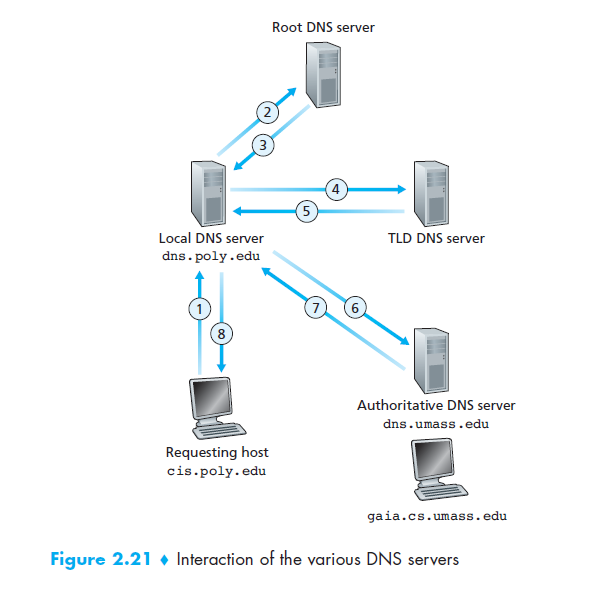 Root DNS server
2
3
4
5
Local DNS server
dns.poly.edu
TLD DNS server
1
8
7
6
Authoritative DNS server
dns.umass.edu
Requesting host
cis.poly.edu
gaia.cs.umass.edu
Figure 2.21 ♦ Interaction of the various DNS servers